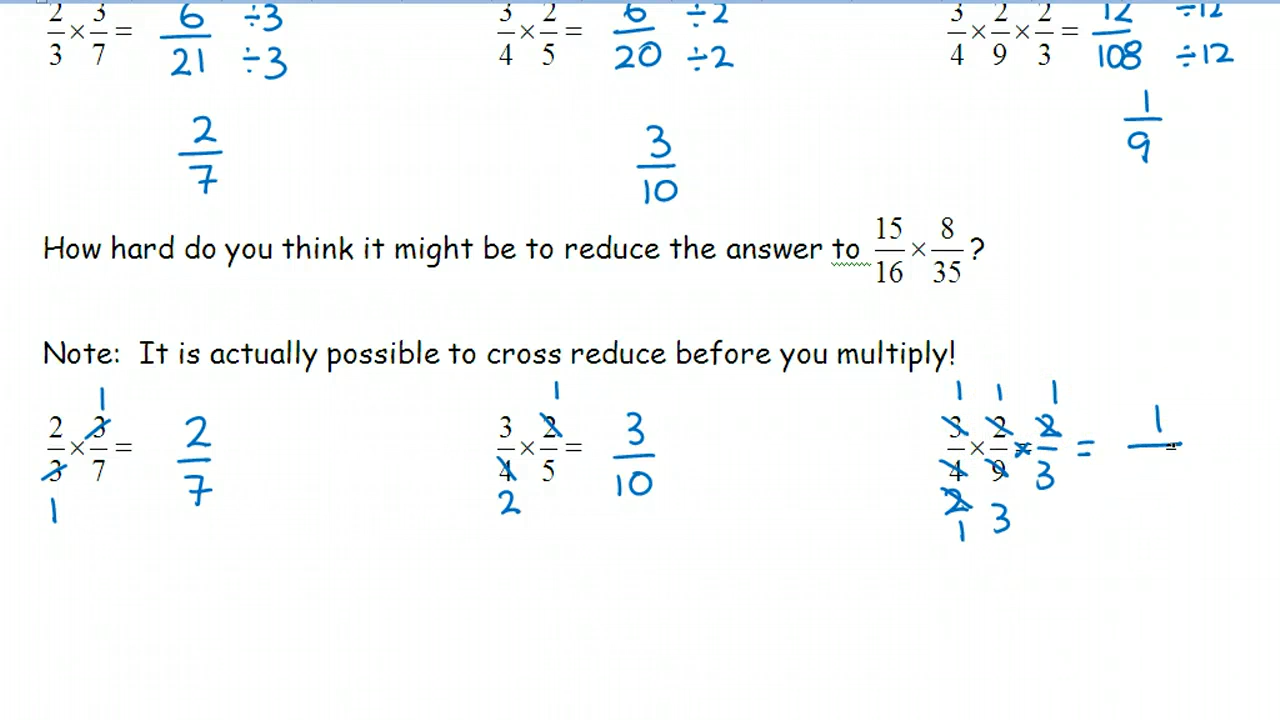 2/3 × 3/7 = 6/21 ÷3 ÷3
2/7
3/4 × 2/5 = 6/20 ÷2 ÷2
3/10
3/4 × 2/9 × 2/3 = 12/108 ÷12 ÷12
1/9
How hard do you think it might be to reduce the answer to 15/16 × 8/35 ?
Note: It is actually possible to cross reduce before you multiply!
1
2/3 × 3/7 = 2/7
1
1
3/4 × 2/5 = 3/10
2
1 1 1
3/4 × 2/9 × 2/3 = 1
2 3
1